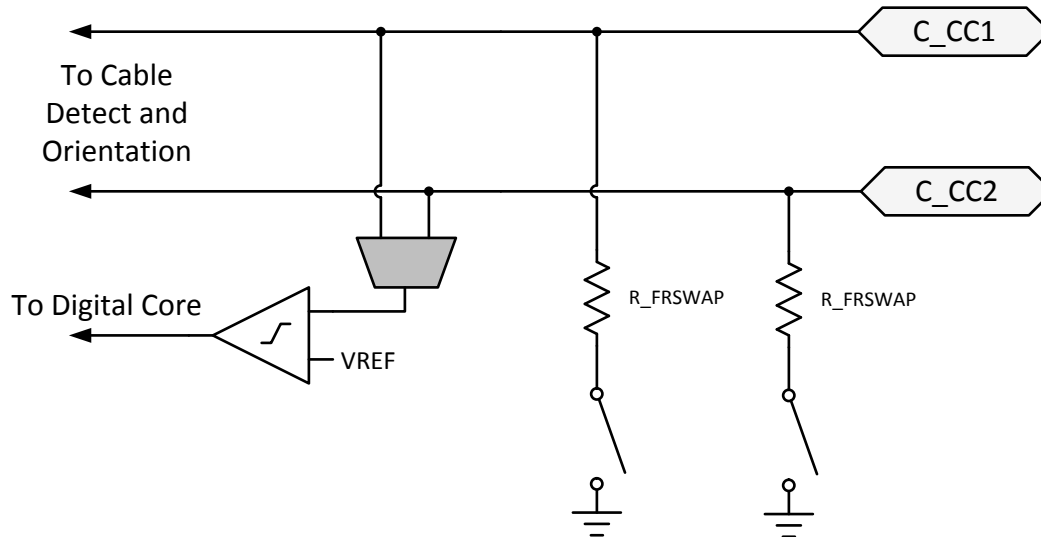 C_CC1
To Cable
Detect and
Orientation
C_CC2
To Digital Core
R_FRSWAP
R_FRSWAP
VREF